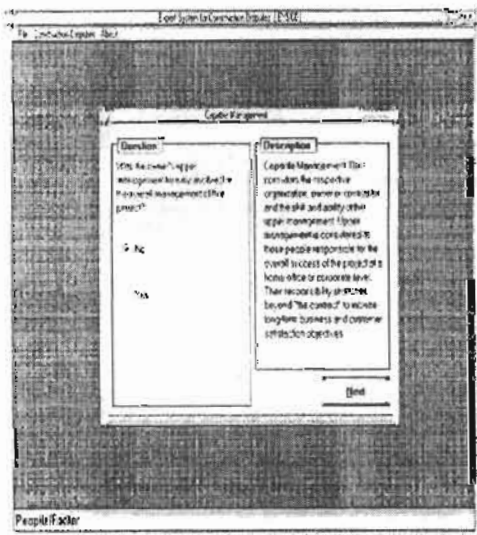 Expert System for Construction Disputes
File Construction Disputes About
Capable Management
Question
Description
Was the owner's upper
management heavily involved in
the overall management of the
project?
No
Yes
Capable Management: This
considers the respective
organization, owner or contractor
and the skill and ability of their
upper management. Upper
management is considered to
those people responsible for the
overall success of the project at a
home office or corporate level.
Their responsibility
beyond "the contract" to include
long-term business and customer
satisfaction objectives.
Next
People/Factor